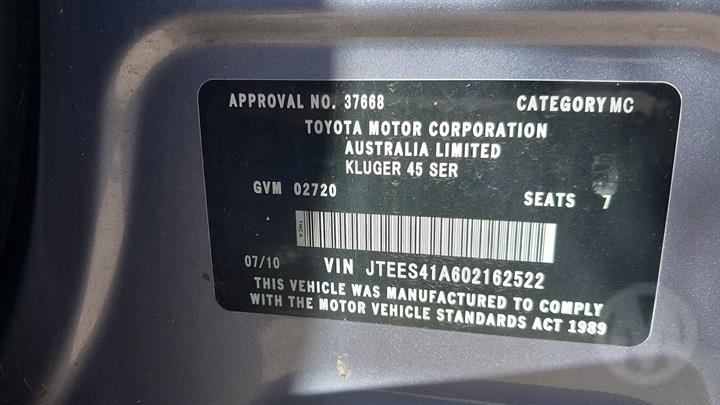 APPROVAL NO. 37668 CATEGORY MC
TOYOTA MOTOR CORPORATION
AUSTRALIA LIMITED
KLUGER 45 SER
GVM 02720 SEATS 7
TMCA
07/10 VIN JTEES41A602162522
THIS VEHICLE WAS MANUFACTURED TO COMPLY
WITH THE MOTOR VEHICLE STANDARDS ACT 1989